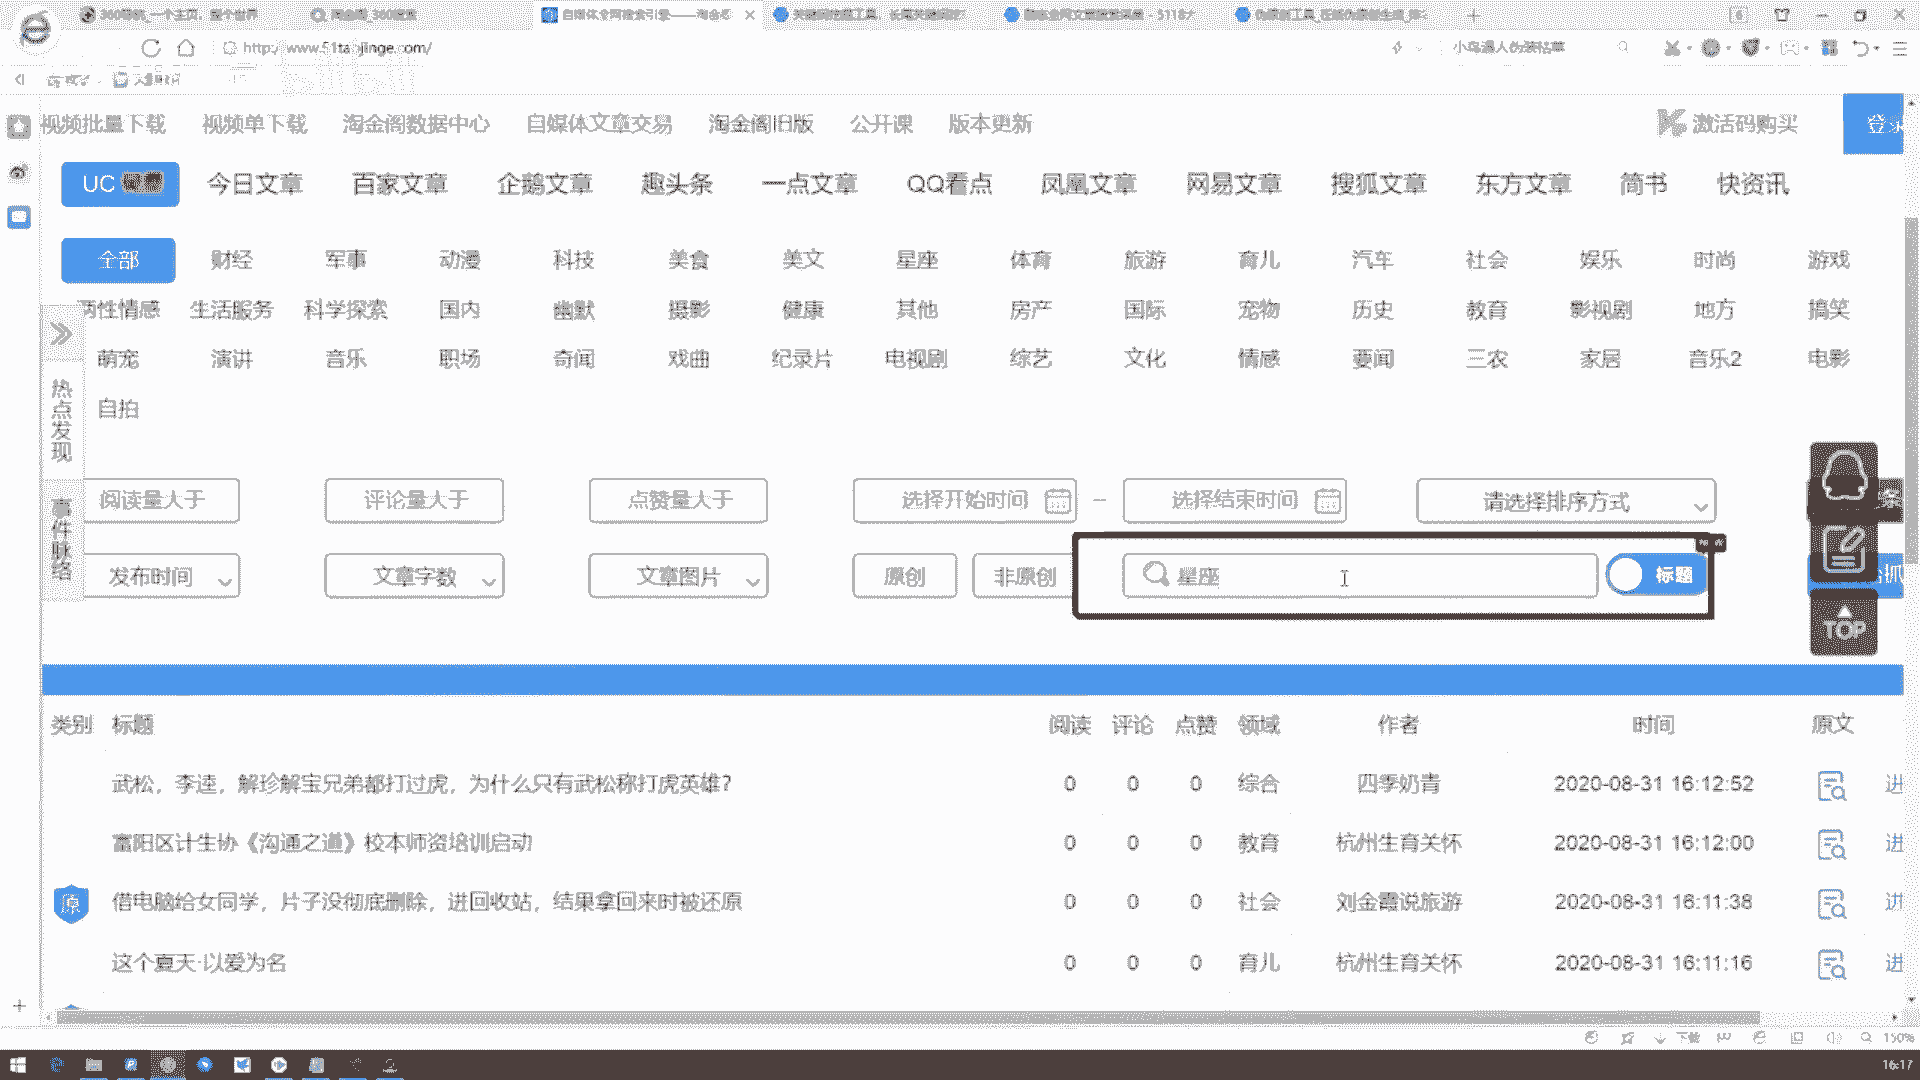 http://www.51taojinge.com/
视频批量下载 视频单下载 淘金阁数据中心 自媒体文章交易 淘金阁旧版 公开课 版本更新 激活码购买 登录
UC 今日文章 百家文章 企鹅文章 趣头条 一点文章 QQ看点 凤凰文章 网易文章 搜狐文章 东方文章 简书 快资讯
全部 财经 军事 动漫 科技 美食 美文 星座 体育 旅游 育儿 汽车 社会 娱乐 时尚 游戏
两性情感 生活服务 科学探索 国内 幽默 摄影 健康 其他 房产 国际 宠物 历史 教育 影视剧 地方 搞笑
萌宠 演讲 音乐 职场 奇闻 戏曲 纪录片 电视剧 综艺 文化 情感 要闻 三农 家居 音乐2 电影
自拍
热点发现
事件脉络
阅读量大于 评论量大于 点赞量大于 选择开始时间 – 选择结束时间 请选择排序方式
发布时间 文章字数 文章图片 原创 非原创 星座 标题
TOP
类别 标题 阅读 评论 点赞 领域 作者 时间 原文
武松，李逵，解珍解宝兄弟都打过虎，为什么只有武松称打虎英雄？ 0 0 0 综合 四季奶青 2020-08-31 16:12:52 进
富阳区计生协《沟通之道》校本师资培训启动 0 0 0 教育 杭州生育关怀 2020-08-31 16:12:00 进
原 借电脑给女同学，片子没彻底删除，进回收站，结果拿回来时被还原 0 0 0 社会 刘金霞说旅游 2020-08-31 16:11:38 进
这个夏天·以爱为名 0 0 0 育儿 杭州生育关怀 2020-08-31 16:11:16 进
下载 150%
16:17